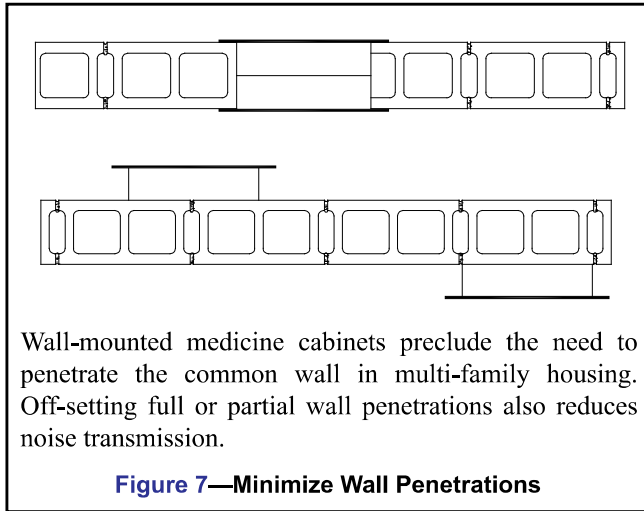 Wall-mounted medicine cabinets preclude the need to
penetrate the common wall in multi-family housing.
Off-setting full or partial wall penetrations also reduces
noise transmission.
Figure 7—Minimize Wall Penetrations